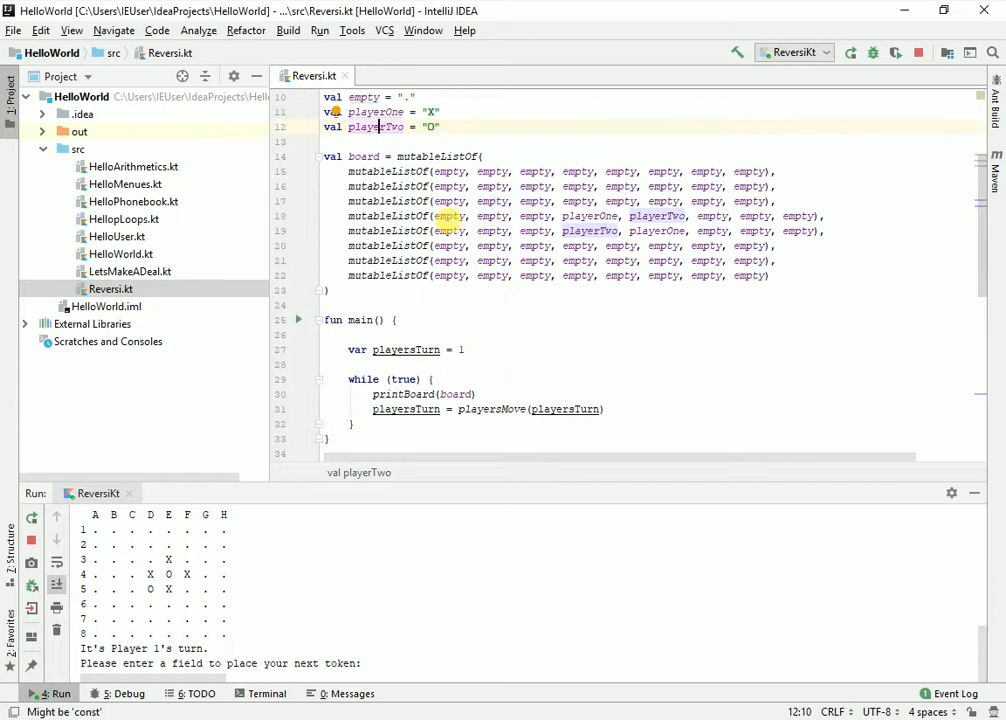 HelloWorld [C:\Users\IEUser\IdeaProjects\HelloWorld] - ...\src\Reversi.kt [HelloWorld] - IntelliJ IDEA
File Edit View Navigate Code Analyze Refactor Build Run Tools VCS Window Help
HelloWorld src Reversi.kt ReversiKt
1: Project
Project
Reversi.kt
HelloWorld C:\Users\IEUser\IdeaProjects\Hell
.idea
out
src
HelloArithmetics.kt
HelloMenues.kt
HelloPhonebook.kt
HellopLoops.kt
HelloUser.kt
HelloWorld.kt
LetsMakeADeal.kt
Reversi.kt
HelloWorld.iml
External Libraries
Scratches and Consoles
10 val empty = "."
11 val playerOne = "X"
12 val playerTwo = "O"
13
14 val board = mutableListOf(
15 mutableListOf(empty, empty, empty, empty, empty, empty, empty, empty),
16 mutableListOf(empty, empty, empty, empty, empty, empty, empty, empty),
17 mutableListOf(empty, empty, empty, empty, empty, empty, empty, empty),
18 mutableListOf(empty, empty, empty, playerOne, playerTwo, empty, empty, empty),
19 mutableListOf(empty, empty, empty, playerTwo, playerOne, empty, empty, empty),
20 mutableListOf(empty, empty, empty, empty, empty, empty, empty, empty),
21 mutableListOf(empty, empty, empty, empty, empty, empty, empty, empty),
22 mutableListOf(empty, empty, empty, empty, empty, empty, empty, empty)
23 )
24
25 fun main() {
26
27 var playersTurn = 1
28
29 while (true) {
30 printBoard(board)
31 playersTurn = playersMove(playersTurn)
32 }
33 }
34
val playerTwo
Ant Build
Maven
Run: ReversiKt
A B C D E F G H
1 . . . . . . . .
2 . . . . . . . .
3 . . . . X . . .
4 . . . X O X . .
5 . . . O X . . .
6 . . . . . . . .
7 . . . . . . . .
8 . . . . . . . .
It's Player 1's turn.
Please enter a field to place your next token:
Z: Structure
2: Favorites
4: Run 5: Debug 6: TODO Terminal 0: Messages Event Log
Might be 'const' 12:10 CRLF UTF-8 4 spaces